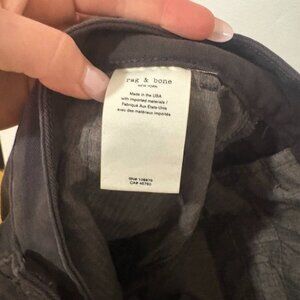 rag & bone
NEW YORK
Made in the USA
with imported materials /
Fabriqué Aux États-Unis
avec des matériaux importés